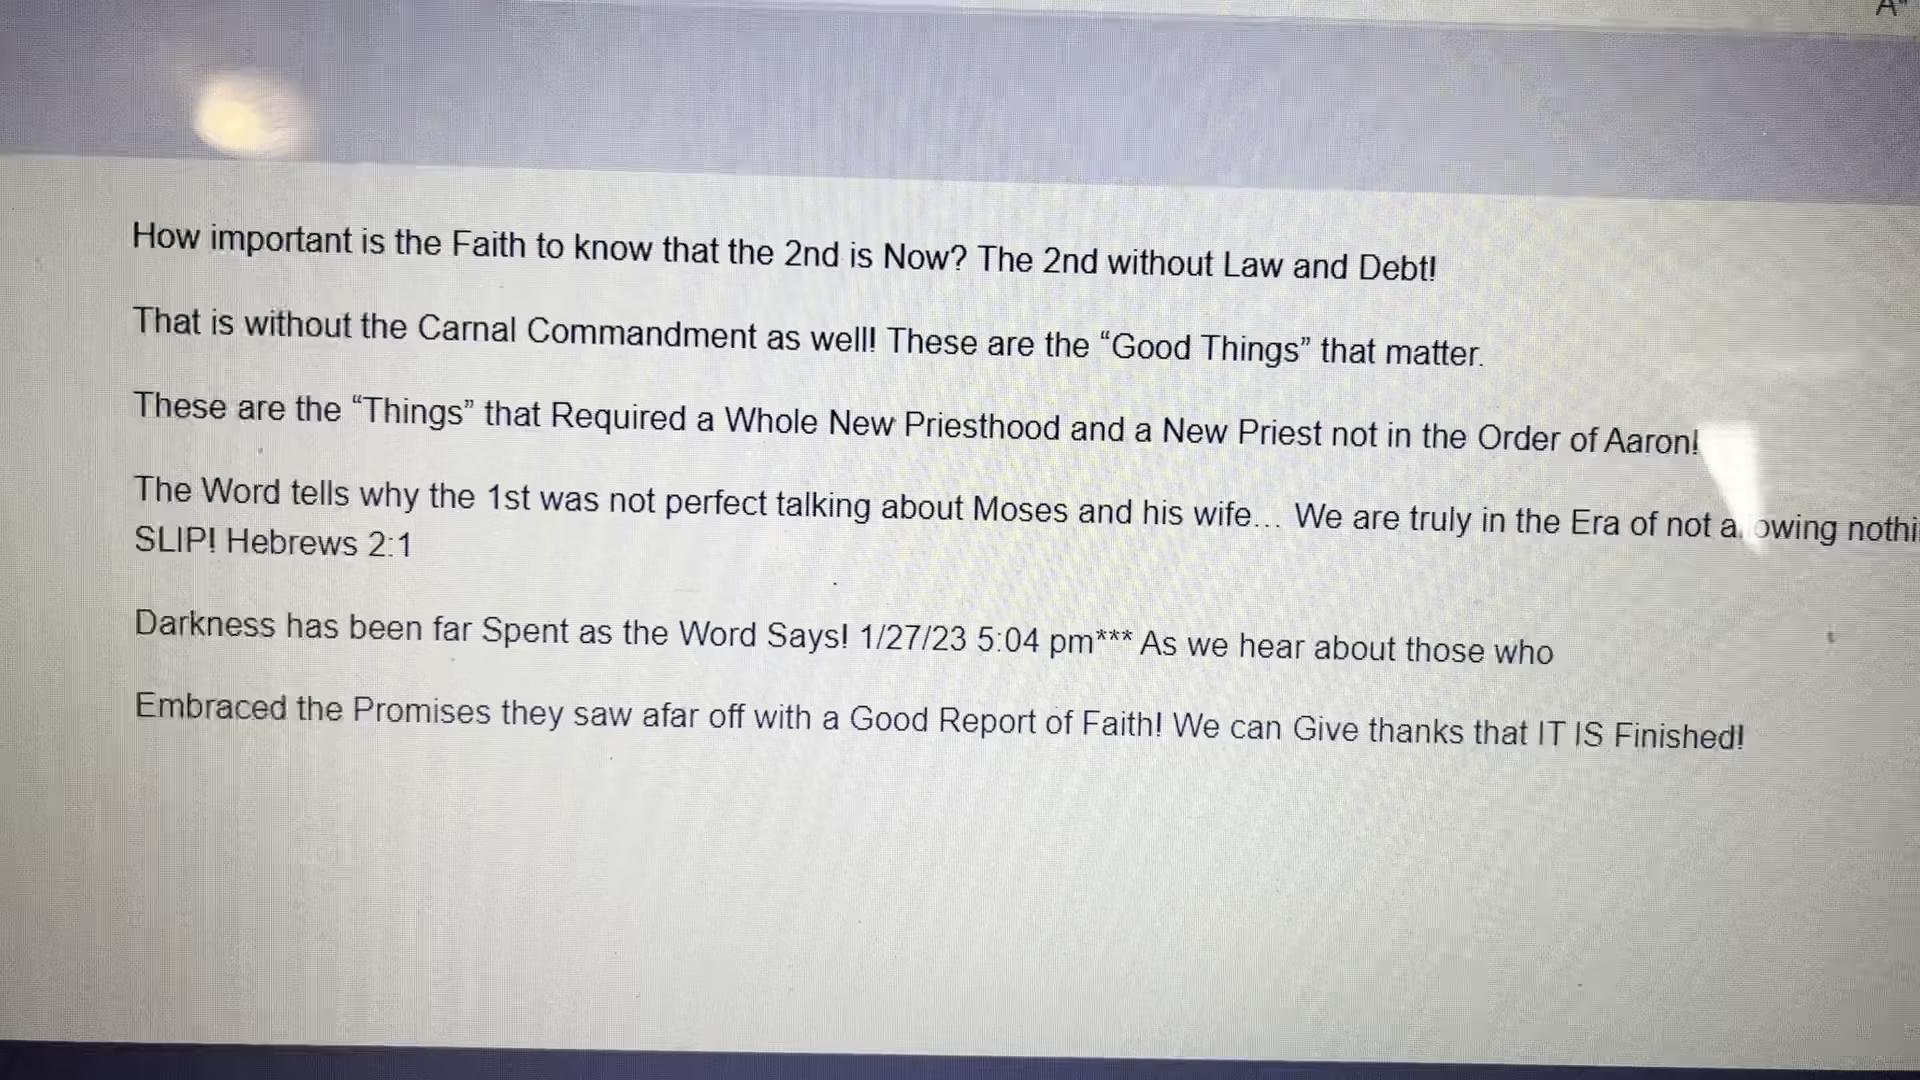 How important is the Faith to know that the 2nd is Now? The 2nd without Law and Debt!
That is without the Carnal Commandment as well! These are the “Good Things” that matter.
These are the “Things” that Required a Whole New Priesthood and a New Priest not in the Order of Aaron!
The Word tells why the 1st was not perfect talking about Moses and his wife... We are truly in the Era of not
SLIP! Hebrews 2:1
Darkness has been far Spent as the Word Says! 1/27/23 5:04 pm*** As we hear about those who
Embraced the Promises they saw afar off with a Good Report of Faith! We can Give thanks that IT IS Finished!